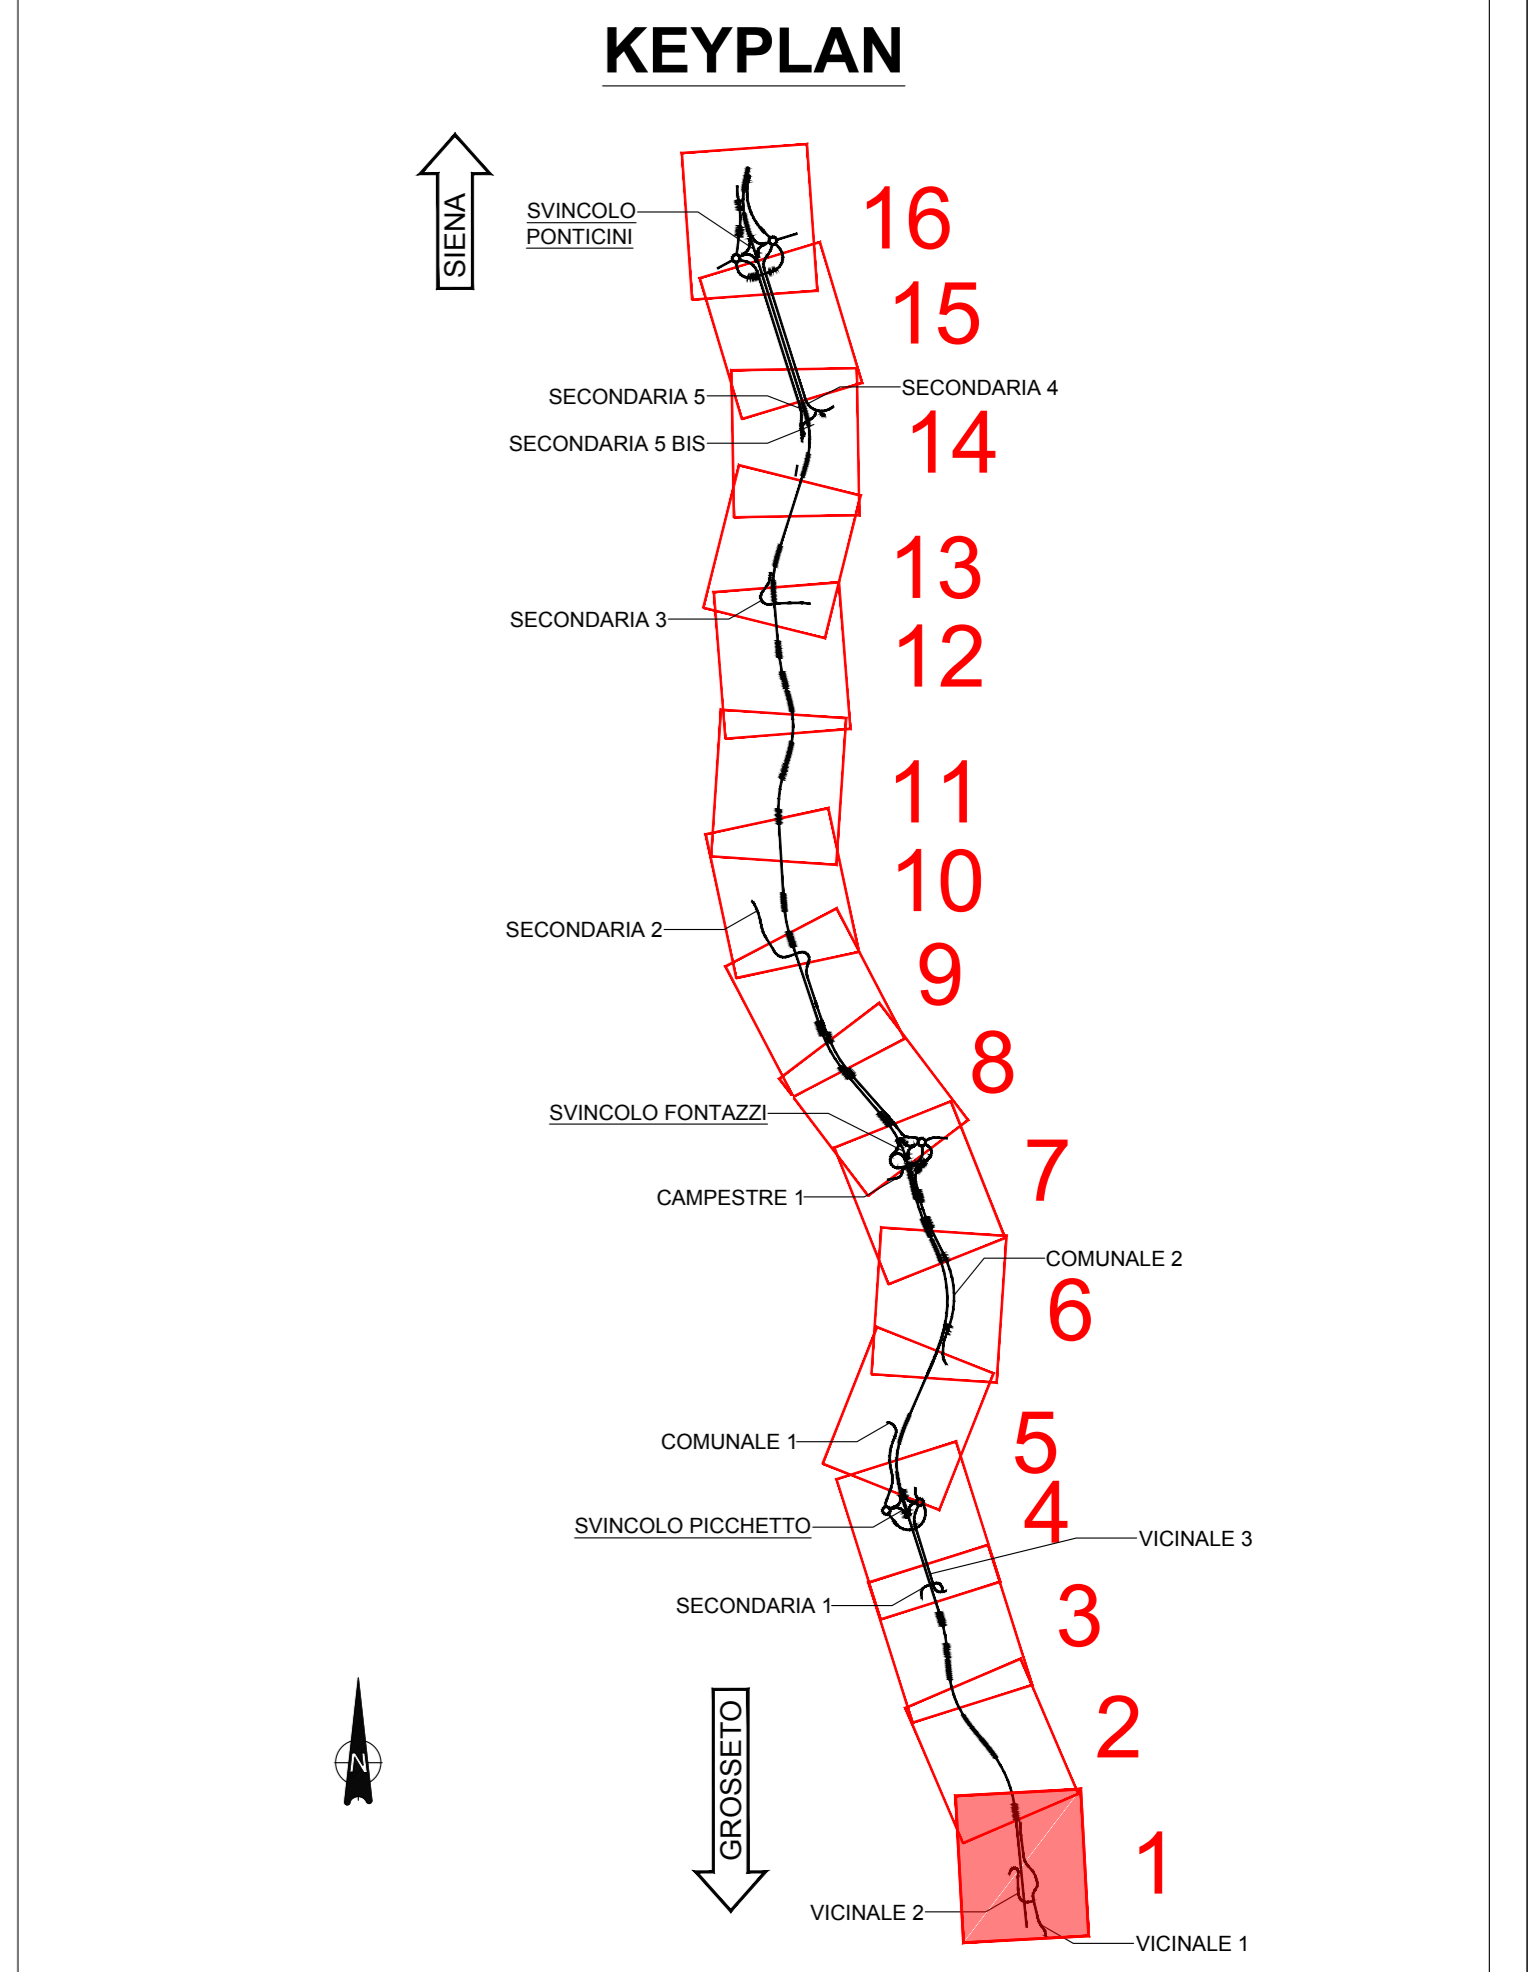 KEYPLAN
SIENA
SVINCOLO
PONTICINI
16
15
SECONDARIA 5
SECONDARIA 4
SECONDARIA 5 BIS
14
13
SECONDARIA 3
12
11
10
SECONDARIA 2
9
8
SVINCOLO FONTAZZI
7
CAMPESTRE 1
COMUNALE 2
6
COMUNALE 1
5
4
SVINCOLO PICCHETTO
VICINALE 3
SECONDARIA 1
3
2
GROSSETO
N
1
VICINALE 2
VICINALE 1